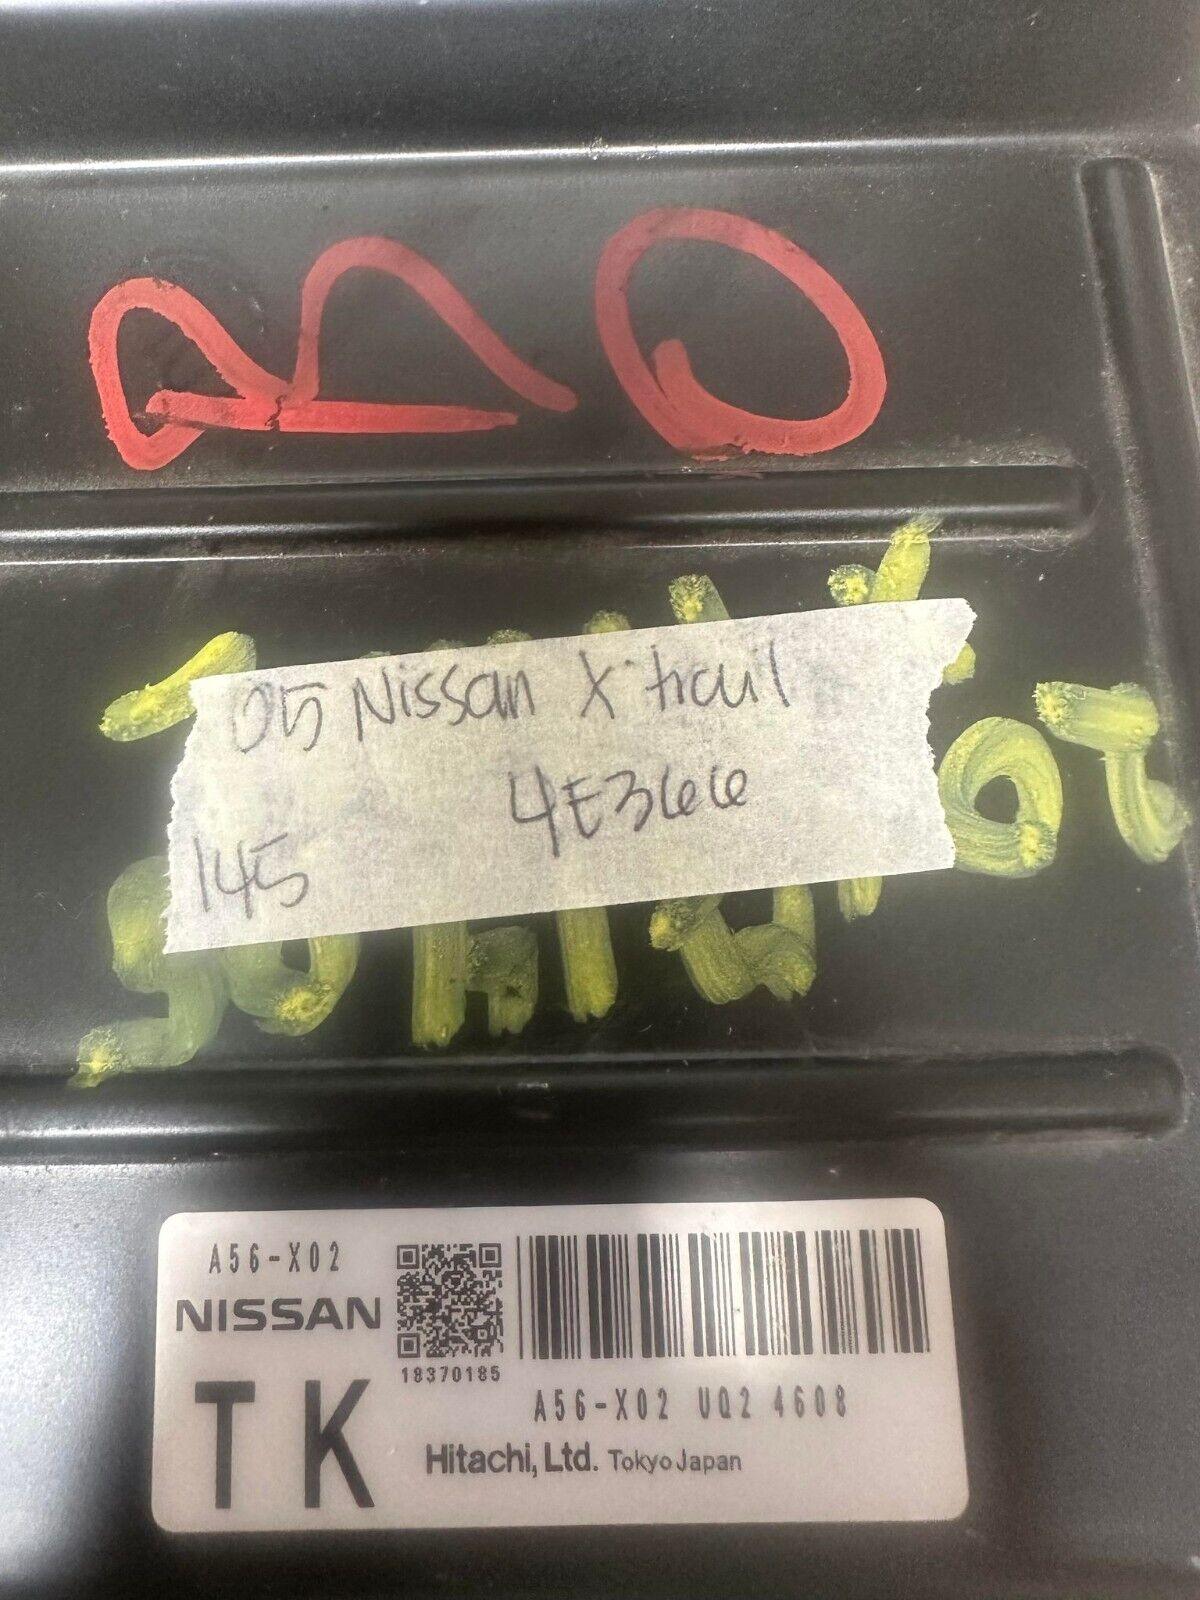 05 Nissan X trail
4E366
145
A56-X02
NISSAN
18370185
TK
A56-X02 UQ2 4608
Hitachi, Ltd. Tokyo Japan